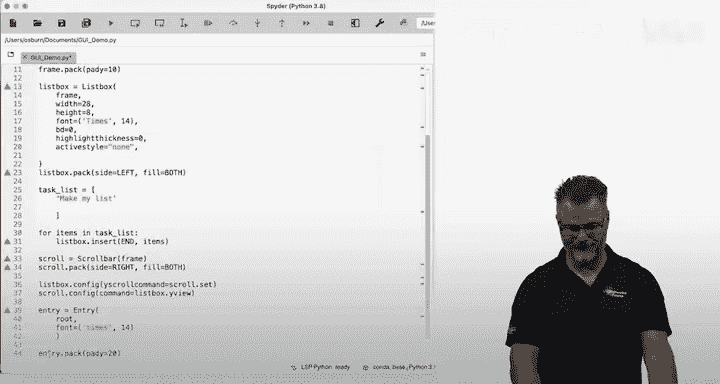 Spyder (Python 3.8)
/User
/Users/osburn/Documents/GUI_Demo.py
GUI_Demo.py*
11 frame.pack(pady=10)
12
13 listbox = Listbox(
14 frame,
15 width=28,
16 height=8,
17 font=('Times', 14),
18 bd=0,
19 highlightthickness=0,
20 activestyle="none",
21
22 )
23 listbox.pack(side=LEFT, fill=BOTH)
24
25 task_list = [
26 'Make my list'
27
28 ]
29
30 for items in task_list:
31 listbox.insert(END, items)
32
33 scroll = Scrollbar(frame)
34 scroll.pack(side=RIGHT, fill=BOTH)
35
36 listbox.config(yscrollcommand=scroll.set)
37 scroll.config(command=listbox.yview)
38
39 entry = Entry(
40 root,
41 font=('times', 14)
42 )
43
44 entry.pack(pady=20)
LSP Python: ready
conda: base, Python 3.